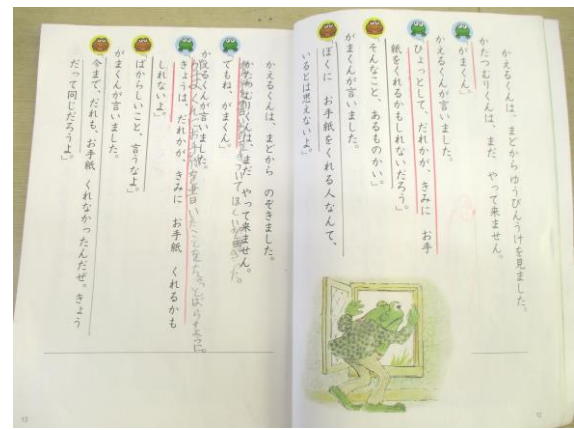 かえるくんは、まどから ゆうびんうけを見ました。
かたつむりくんは、まだ やって来ません。
「がまくん。」
かえるくんが言いました。
「ひょっとして、だれかが、きみに お手
紙をくれるかもしれないだろう。」
「そんなこと、あるものかい。」
がまくんが言いました。
「ぼくに お手紙をくれる人なんて、
いるとは思えないよ。」
12
かえるくんは、まどから のぞきました。
かたつむりくんは、まだ やって来ません。
「でもね、がまくん。」
かえるくんが言いました。
「きょうは、だれかが、きみに お手紙 くれるかも
しれないよ。」
「ばからしいこと、言うなよ。」
がまくんが言いました。
「今まで、だれも、お手紙 くれなかったんだぜ。きょう
だって同じだろうよ。」
13